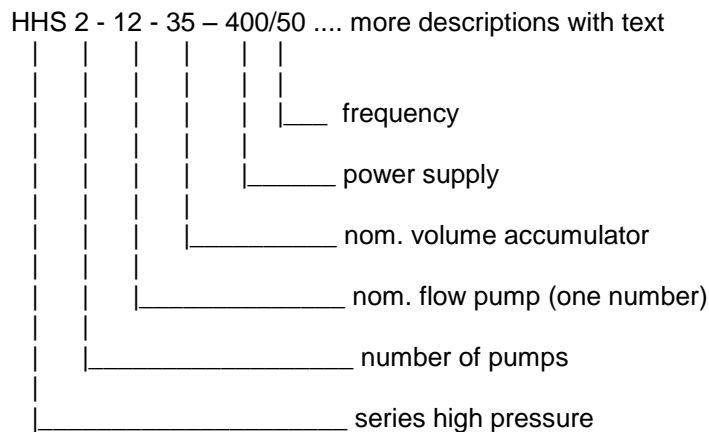 HHS 2 - 12 - 35 – 400/50 .... more descriptions with text
frequency
power supply
nom. volume accumulator
nom. flow pump (one number)
number of pumps
series high pressure